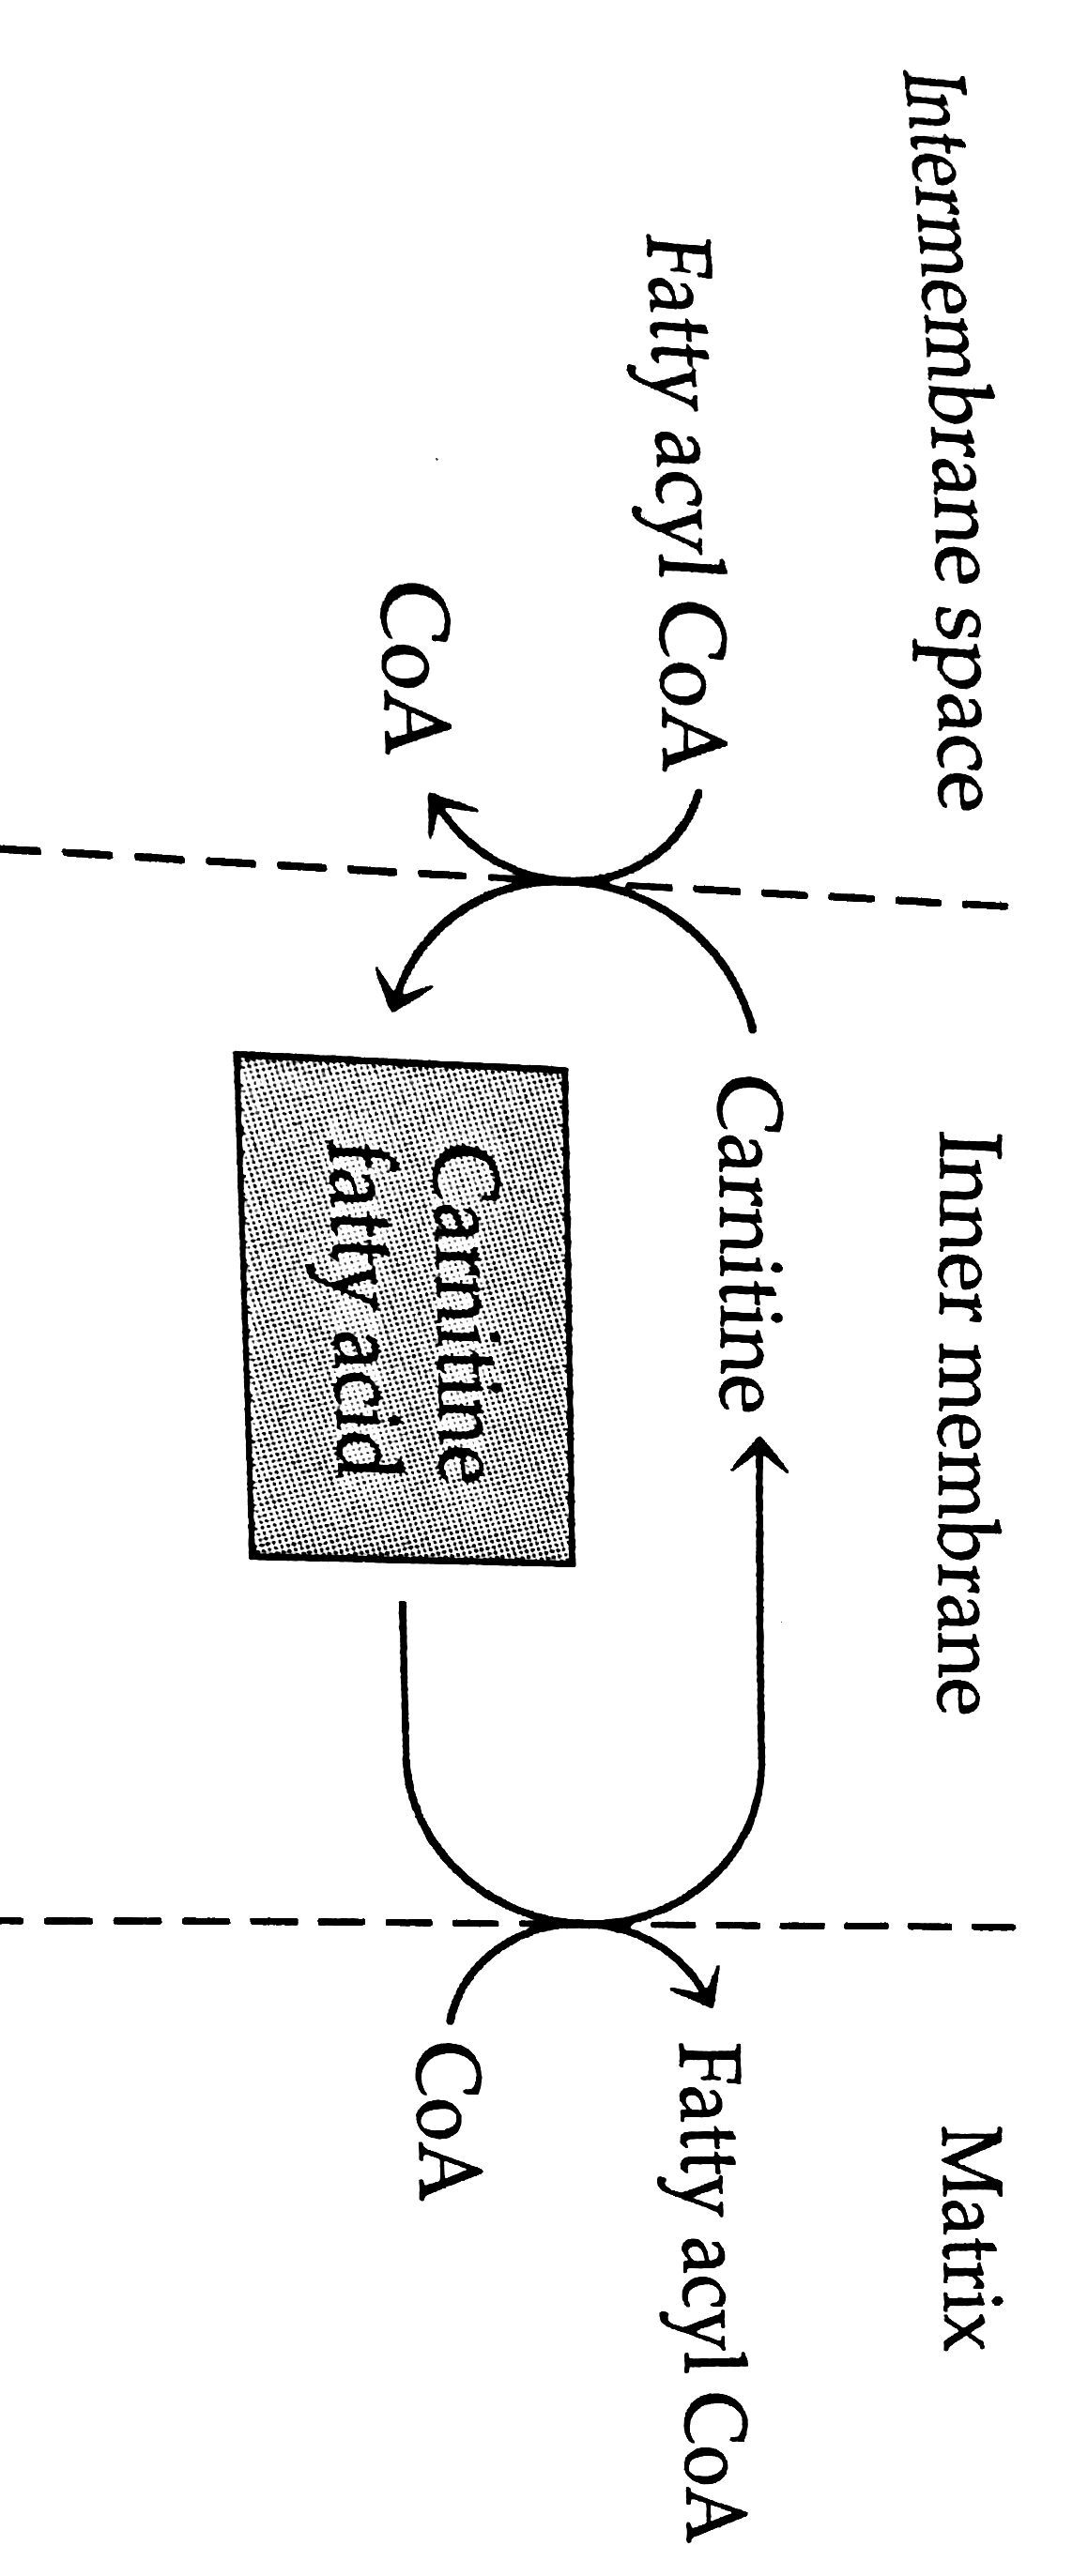 Intermembrane space
Inner membrane
Matrix
Fatty acyl CoA
Carnitine
Fatty acyl CoA
CoA
Carnitine
fatty acid
CoA